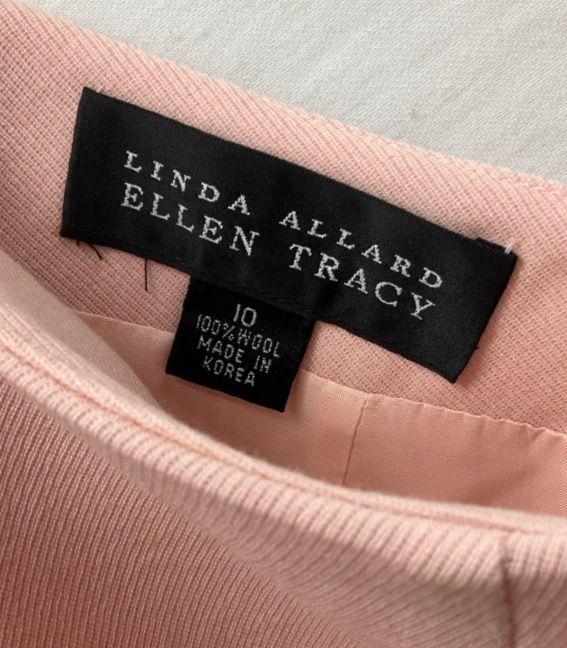 LINDA ALLARD
ELLEN TRACY
10
100% WOOL
MADE IN
KOREA